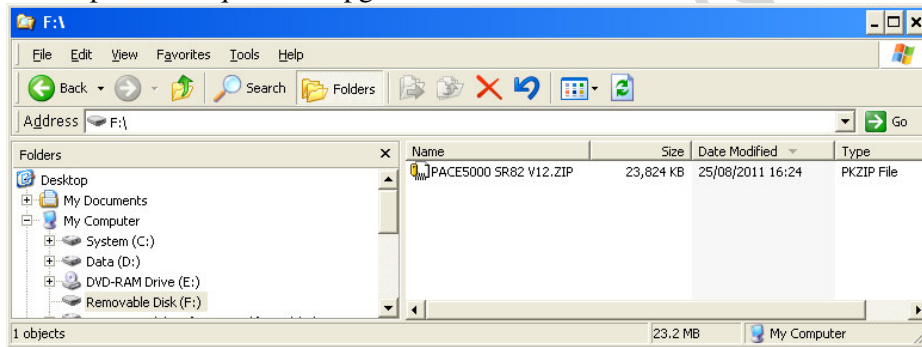 F:\
File Edit View Favorites Tools Help
Back Search Folders
Address F:\ Go
Folders x Name Size Date Modified Type
Desktop PACE5000 SR82 V12.ZIP 23,824 KB 25/08/2011 16:24 PKZIP File
My Documents
My Computer
System (C:)
Data (D:)
DVD-RAM Drive (E:)
Removable Disk (F:)
1 objects 23.2 MB My Computer